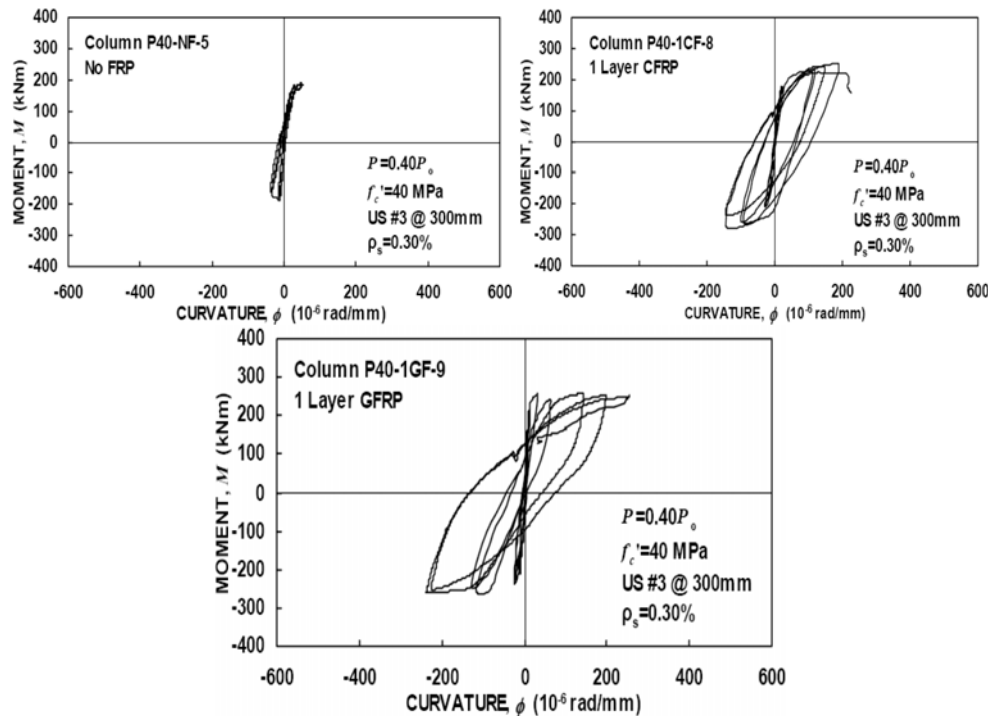 400
300
200
100
0
-100
-200
-300
-400
MOMENT, M (kNm)
Column P40-NF-5
No FRP
P=0.40Pₒ
f꜀'=40 MPa
US #3 @ 300mm
ρₛ=0.30%
-600 -400 -200 0 200 400 600
CURVATURE, ϕ (10⁻⁶ rad/mm)
400
300
200
100
0
-100
-200
-300
-400
MOMENT, M (kNm)
Column P40-1CF-8
1 Layer CFRP
P=0.40Pₒ
f꜀'=40 MPa
US #3 @ 300mm
ρₛ=0.30%
-600 -400 -200 0 200 400 600
CURVATURE, ϕ (10⁻⁶ rad/mm)
400
300
200
100
0
-100
-200
-300
-400
MOMENT, M (kNm)
Column P40-1GF-9
1 Layer GFRP
P=0.40Pₒ
f꜀'=40 MPa
US #3 @ 300mm
ρₛ=0.30%
-600 -400 -200 0 200 400 600
CURVATURE, ϕ (10⁻⁶ rad/mm)